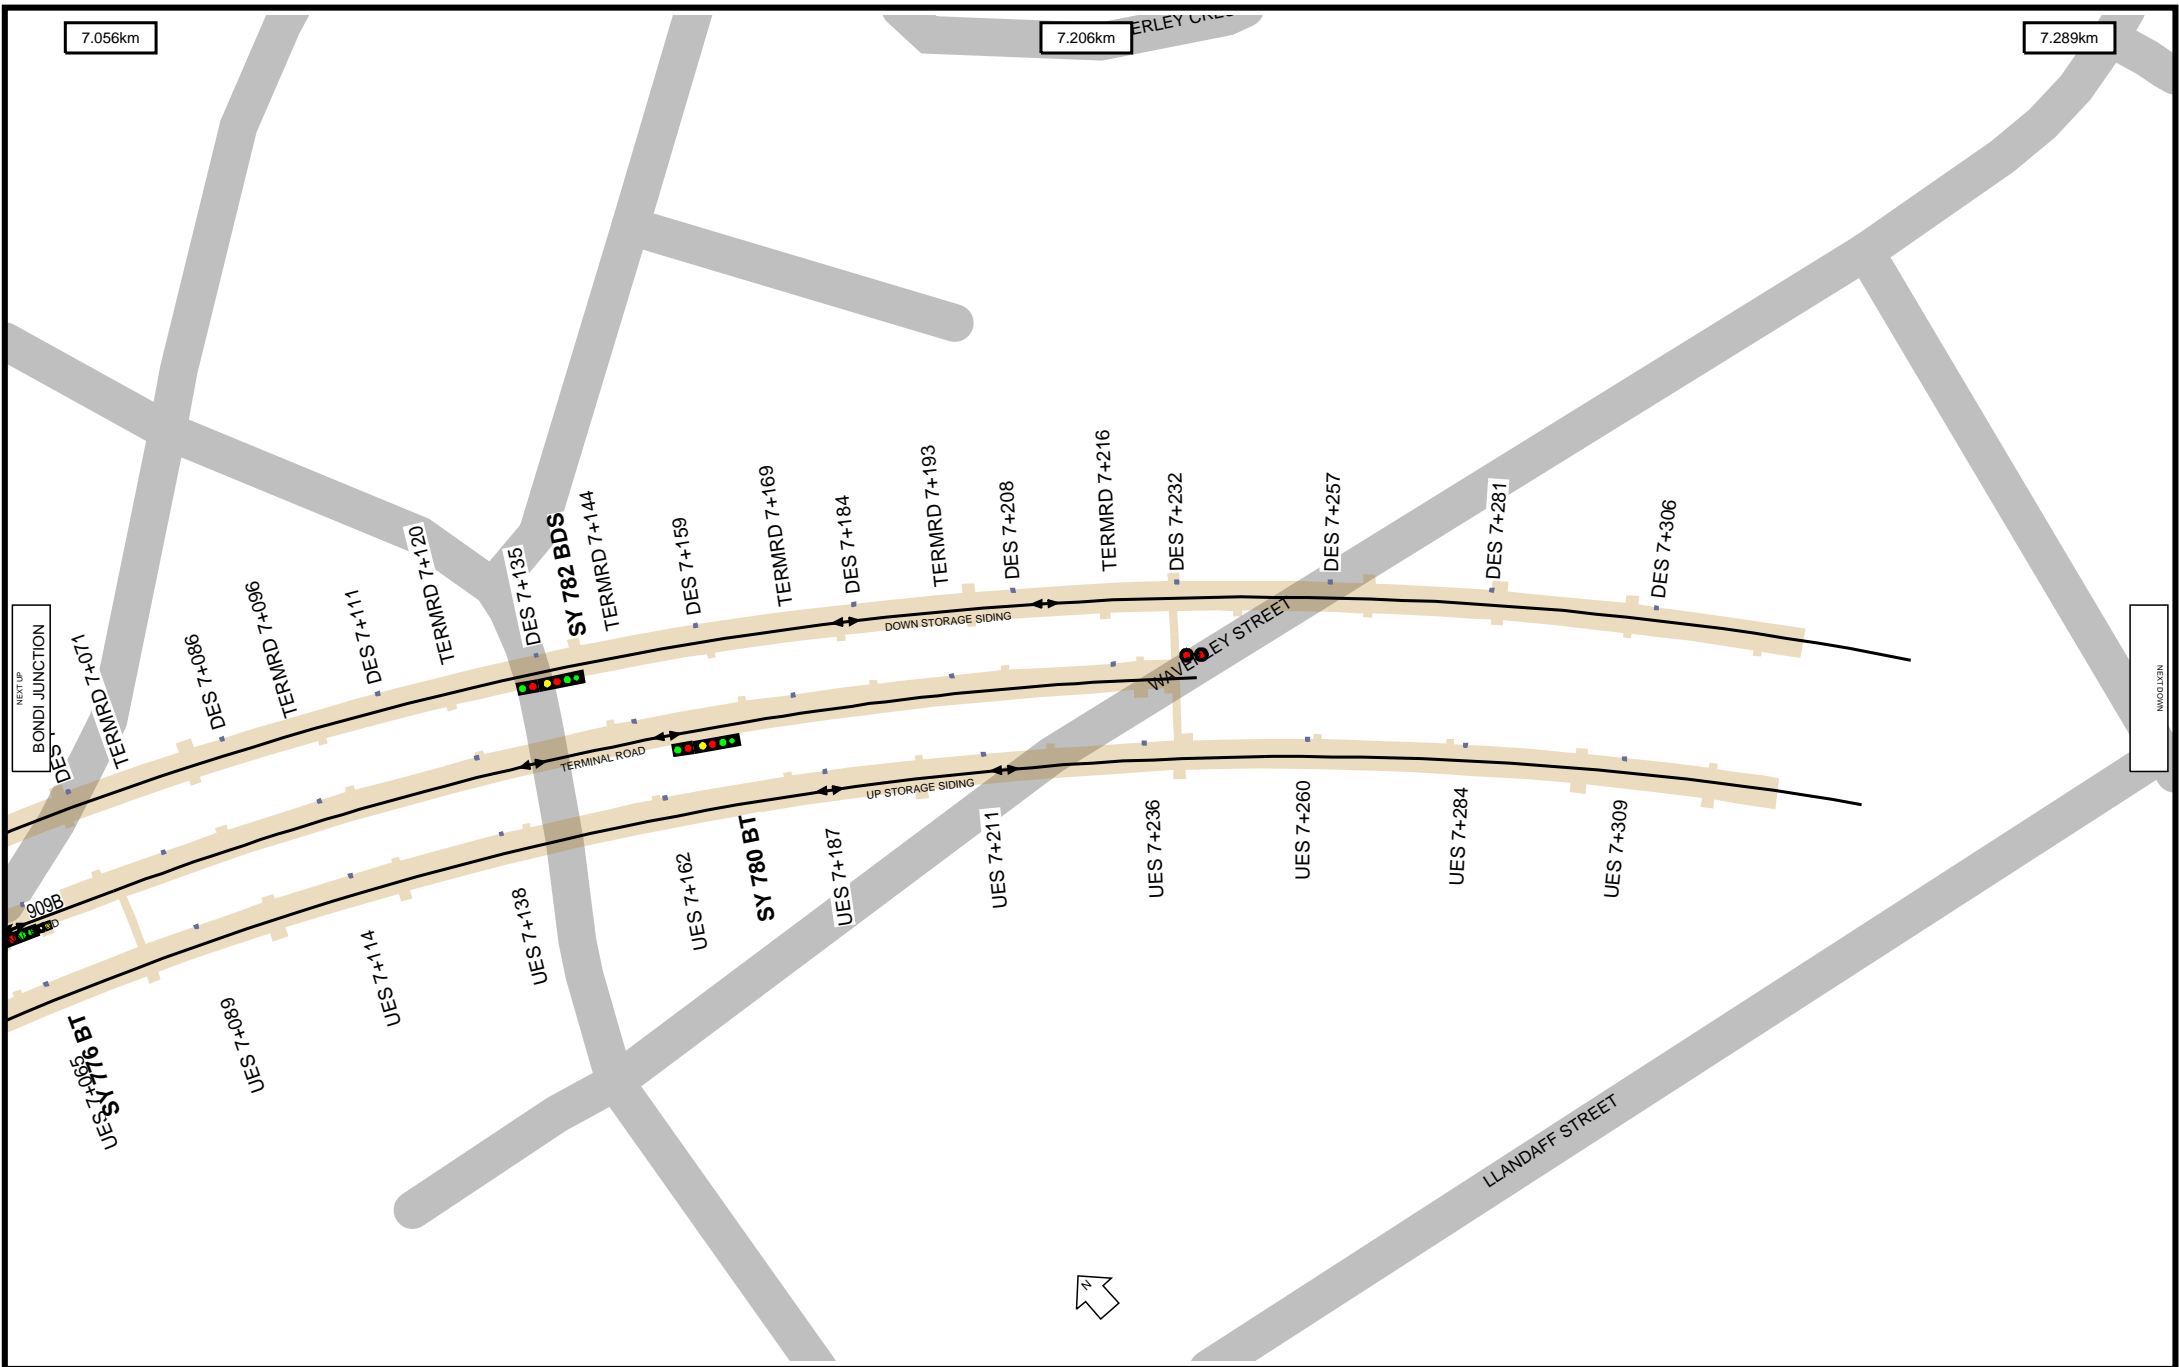 7.056km
7.206km
7.289km
ERLEY CRE
NEXT UP
BONDI JUNCTION
NEXT DOWN
DES
TERMRD 7+071
DES 7+086
TERMRD 7+096
DES 7+111
TERMRD 7+120
DES 7+135
SY 782 BDS
TERMRD 7+144
DES 7+159
TERMRD 7+169
DES 7+184
TERMRD 7+193
DES 7+208
TERMRD 7+216
DES 7+232
DES 7+257
DES 7+281
DES 7+306
DOWN STORAGE SIDING
WAVERLEY STREET
TERMINAL ROAD
UP STORAGE SIDING
909B
UES 7+065
SY 776 BT
UES 7+089
UES 7+114
UES 7+138
UES 7+162
SY 780 BT
UES 7+187
UES 7+211
UES 7+236
UES 7+260
UES 7+284
UES 7+309
LLANDAFF STREET
N